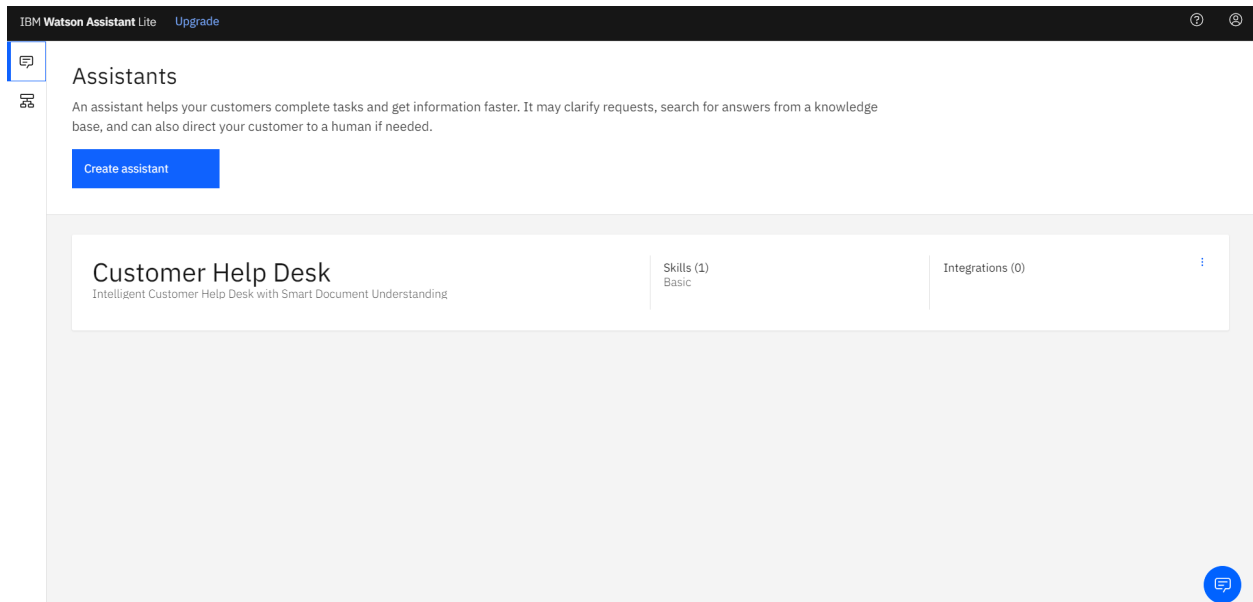 IBM Watson Assistant Lite Upgrade
Assistants
An assistant helps your customers complete tasks and get information faster. It may clarify requests, search for answers from a knowledge
base, and can also direct your customer to a human if needed.
Create assistant
Customer Help Desk
Intelligent Customer Help Desk with Smart Document Understanding
Skills (1)
Basic
Integrations (0)